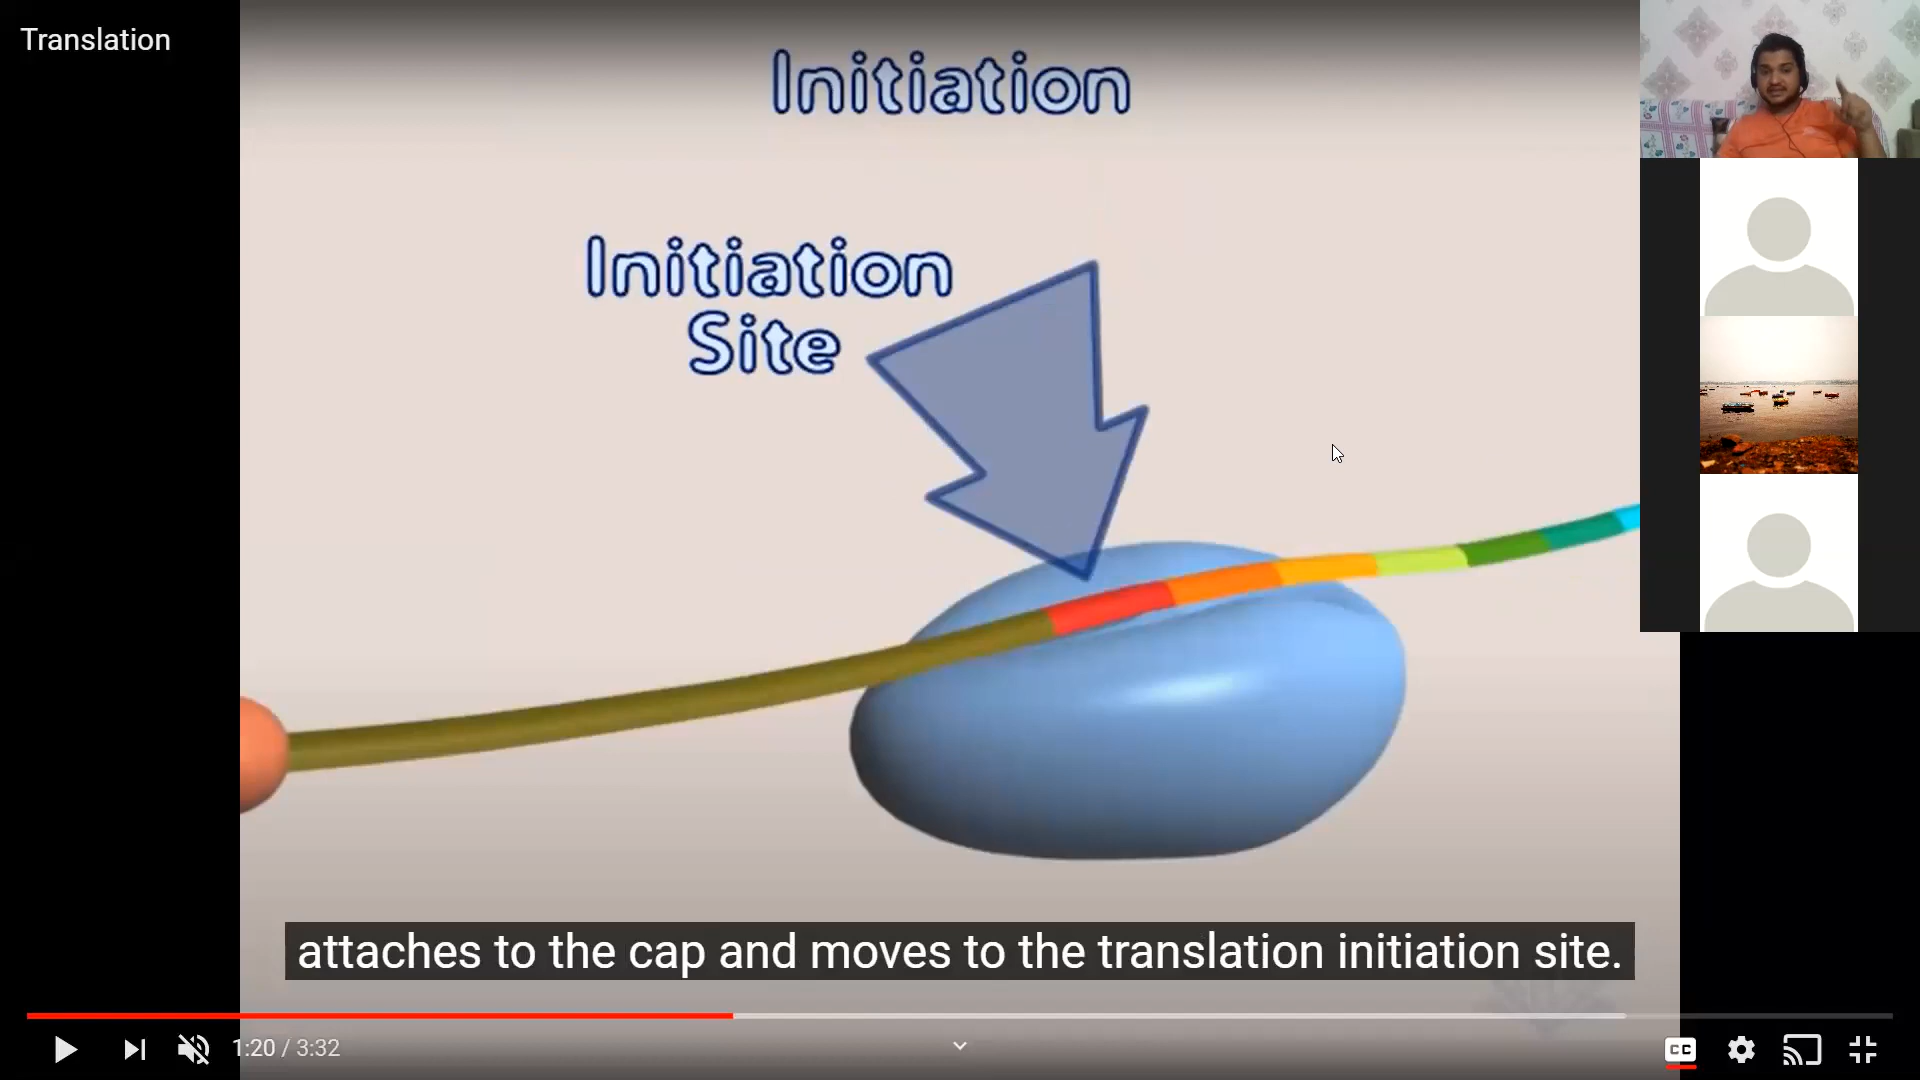 Translation
Initiation
Initiation
Site
attaches to the cap and moves to the translation initiation site.
1:20 / 3:32
CC